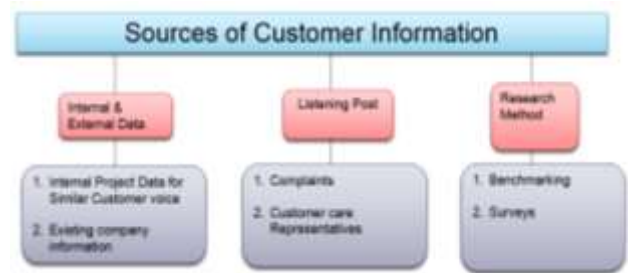 Sources of Customer Information
Internal &
External Data
Listening Post
Research
Method
1. Internal Project Data for
Similar Customer voice
2. Existing company
information
1. Complaints
2. Customer care
Representatives
1. Benchmarking
2. Surveys